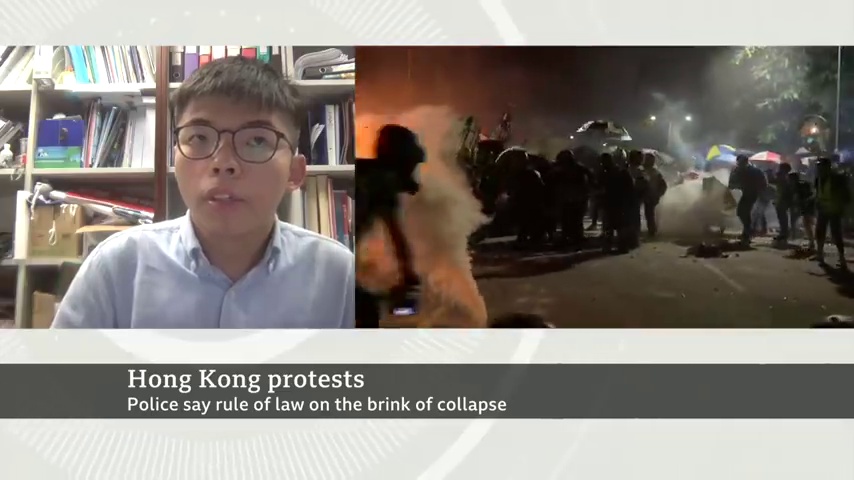 Hong Kong protests
Police say rule of law on the brink of collapse